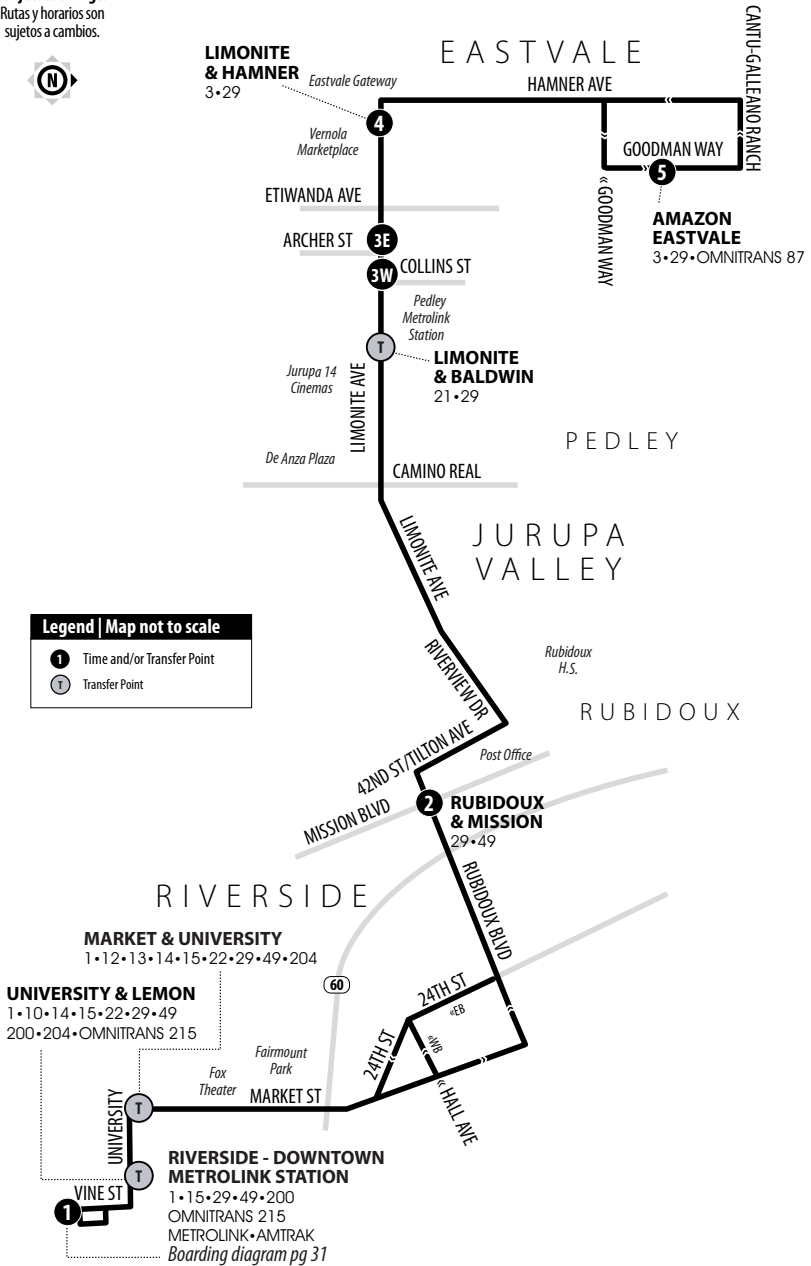 Rutas y horarios son
sujetos a cambios.
N
EASTVALE
CANTU-GALLEANO RANCH
LIMONITE
& HAMNER
3•29
Eastvale Gateway
HAMNER AVE
4
Vernola
Marketplace
GOODMAN WAY
5
« GOODMAN WAY
AMAZON
EASTVALE
3•29•OMNITRANS 87
ETIWANDA AVE
ARCHER ST
3E
3W
COLLINS ST
Pedley
Metrolink
Station
T
LIMONITE
& BALDWIN
21•29
Jurupa 14
Cinemas
LIMONITE AVE
PEDLEY
De Anza Plaza
CAMINO REAL
JURUPA
VALLEY
LIMONITE AVE
Legend | Map not to scale
1 Time and/or Transfer Point
T Transfer Point
RIVERVIEW DR
Rubidoux
H.S.
RUBIDOUX
42ND ST/TILTON AVE
Post Office
MISSION BLVD
2
RUBIDOUX
& MISSION
29•49
RUBIDOUX BLVD
RIVERSIDE
MARKET & UNIVERSITY
1•12•13•14•15•22•29•49•204
60
24TH ST
«EB
UNIVERSITY & LEMON
1•10•14•15•22•29•49
200•204•OMNITRANS 215
24TH ST
«WB
« HALL AVE
Fairmount
Park
Fox
Theater
MARKET ST
T
UNIVERSITY
T
VINE ST
1
RIVERSIDE - DOWNTOWN
METROLINK STATION
1•15•29•49•200
OMNITRANS 215
METROLINK•AMTRAK
Boarding diagram pg 31